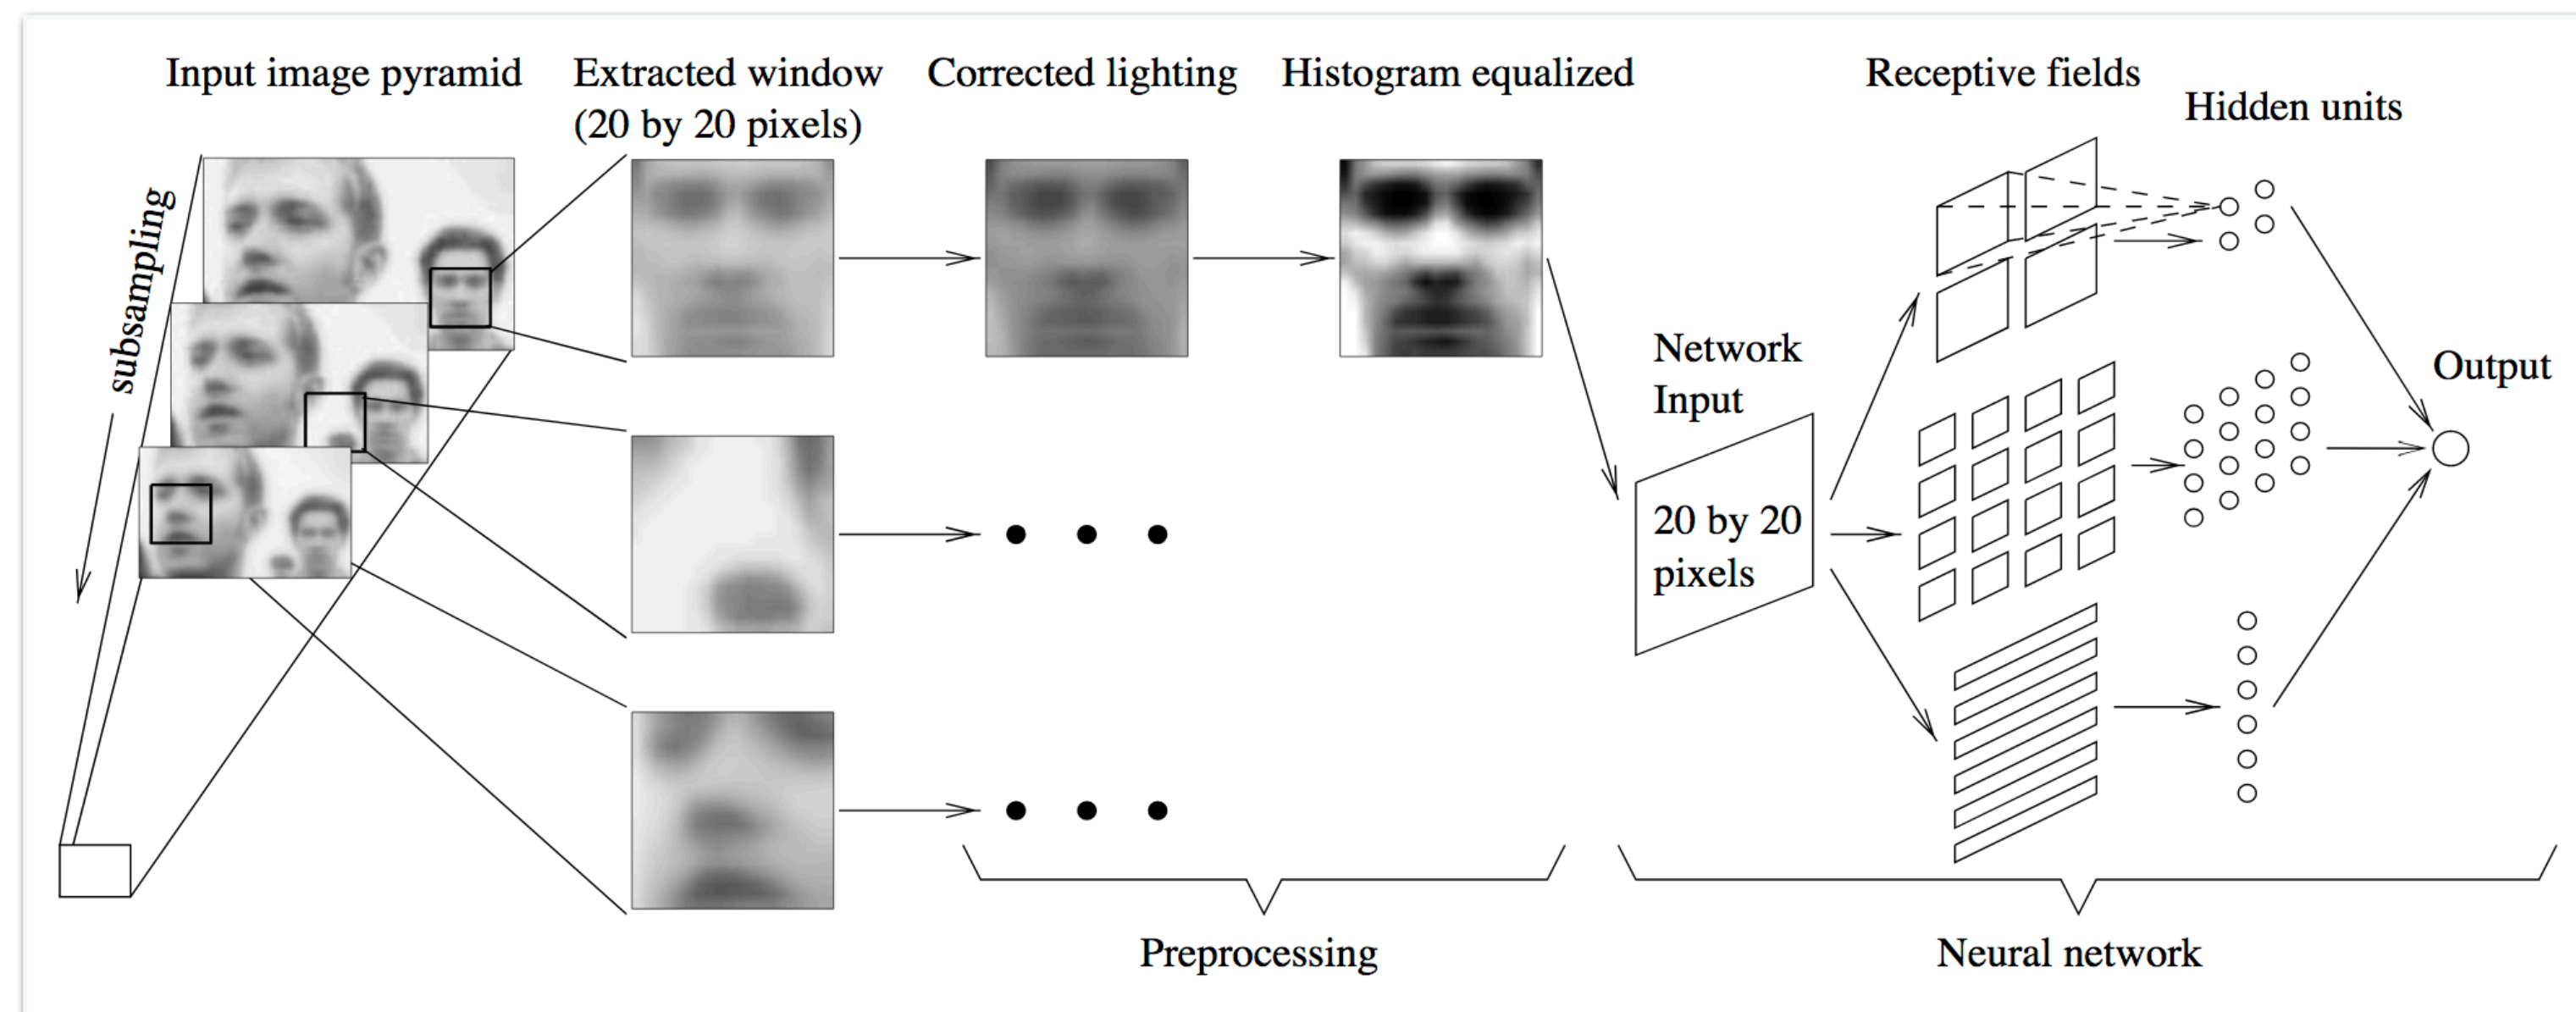 Input image pyramid
Extracted window
(20 by 20 pixels)
Corrected lighting
Histogram equalized
Receptive fields
Hidden units
subsampling
Network
Input
20 by 20
pixels
Output
Preprocessing
Neural network